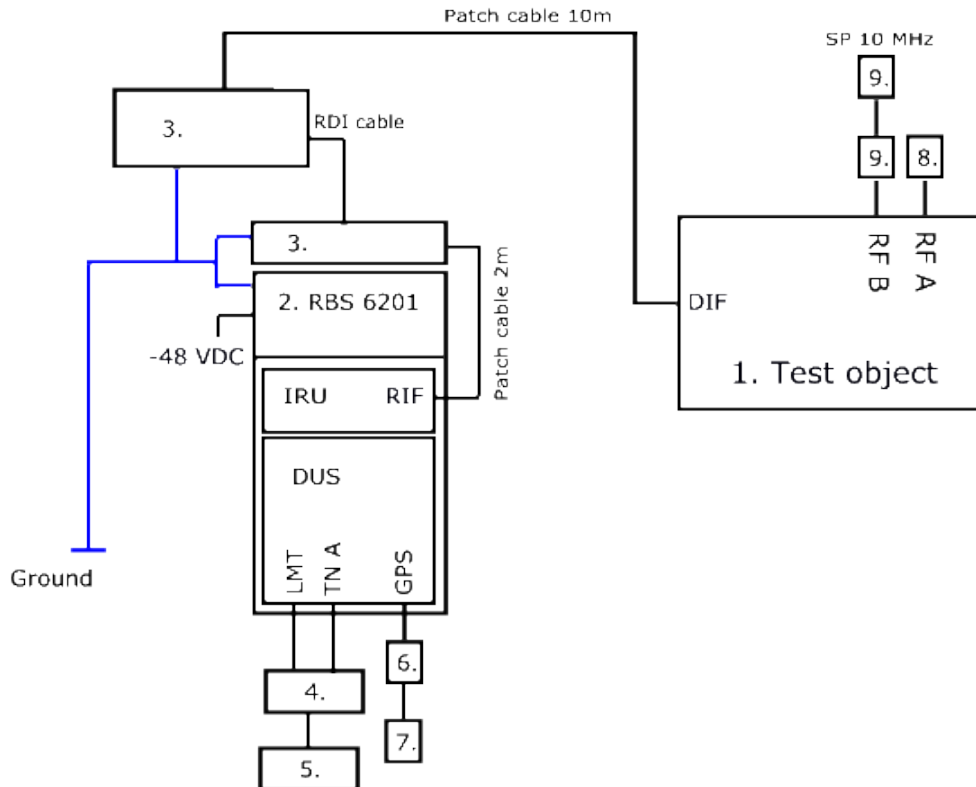 Patch cable 10m
SP 10 MHz
9.
3.
RDI cable
9.
8.
3.
RF B
RF A
Patch cable 2m
2. RBS 6201
DIF
-48 VDC
1. Test object
IRU
RIF
DUS
LMT
TN A
GPS
Ground
6.
4.
7.
5.